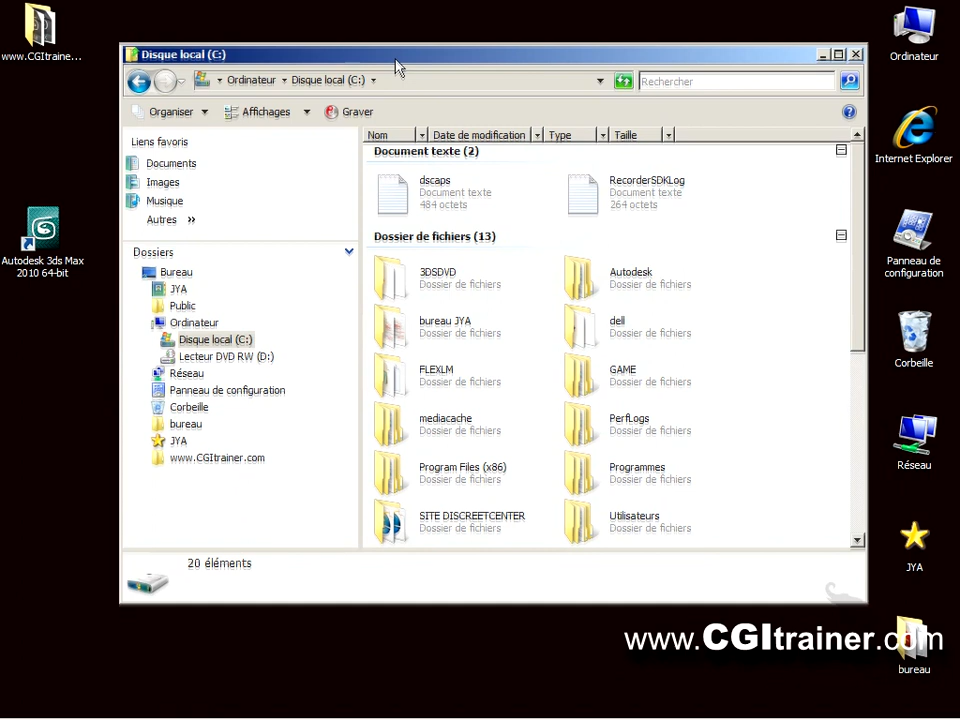 www.CGItraine...
Autodesk 3ds Max
2010 64-bit
Disque local (C:)
Ordinateur
Disque local (C:)
Rechercher
Organiser
Affichages
Graver
Liens favoris
Documents
Images
Musique
Autres »
Dossiers
Bureau
JYA
Public
Ordinateur
Disque local (C:)
Lecteur DVD RW (D:)
Réseau
Panneau de configuration
Corbeille
bureau
JYA
www.CGItrainer.com
Nom Date de modification Type Taille
Document texte (2)
dscaps
Document texte
484 octets
RecorderSDKLog
Document texte
264 octets
Dossier de fichiers (13)
3DSDVD
Dossier de fichiers
Autodesk
Dossier de fichiers
bureau JYA
Dossier de fichiers
dell
Dossier de fichiers
FLEXLM
Dossier de fichiers
GAME
Dossier de fichiers
mediacache
Dossier de fichiers
PerfLogs
Dossier de fichiers
Program Files (x86)
Dossier de fichiers
Programmes
Dossier de fichiers
SITE DISCREETCENTER
Dossier de fichiers
Utilisateurs
Dossier de fichiers
20 éléments
Ordinateur
Internet Explorer
Panneau de
configuration
Corbeille
Réseau
JYA
www.CGItrainer.com
bureau